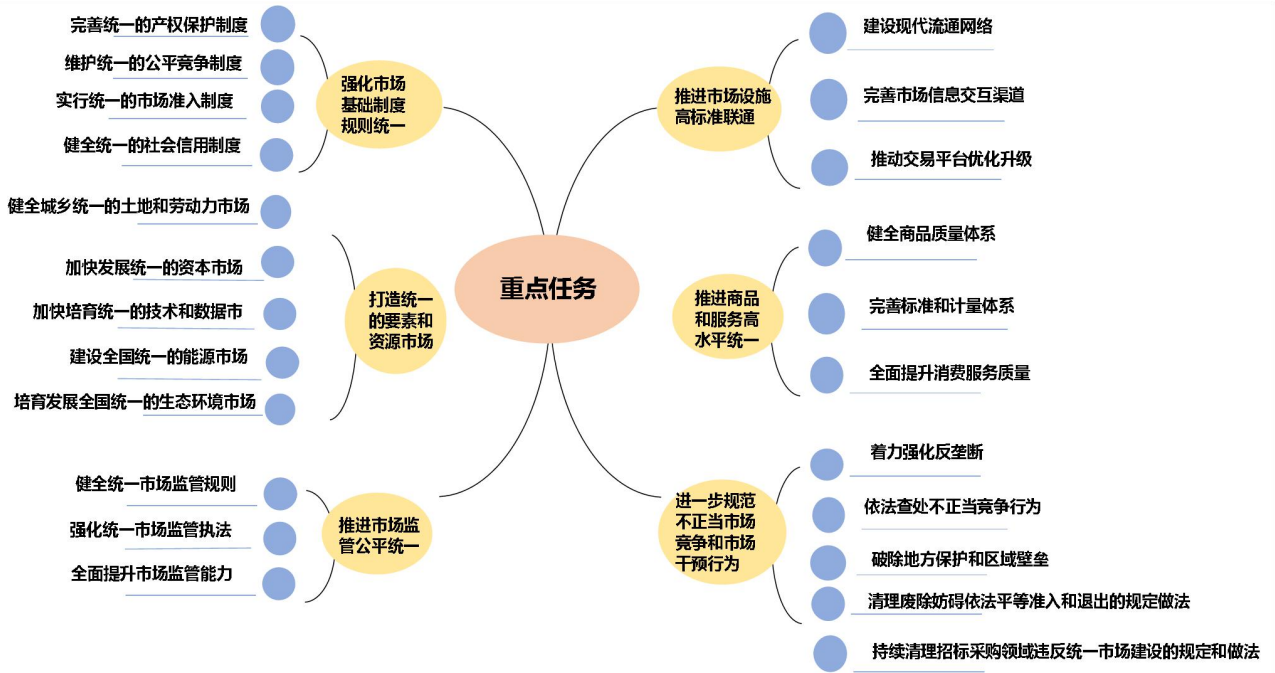 重点任务
强化市场
基础制度
规则统一
完善统一的产权保护制度
维护统一的公平竞争制度
实行统一的市场准入制度
健全统一的社会信用制度
打造统一
的要素和
资源市场
健全城乡统一的土地和劳动力市场
加快发展统一的资本市场
加快培育统一的技术和数据市
建设全国统一的能源市场
培育发展全国统一的生态环境市场
推进市场监
管公平统一
健全统一市场监管规则
强化统一市场监管执法
全面提升市场监管能力
推进市场设施
高标准联通
建设现代流通网络
完善市场信息交互渠道
推动交易平台优化升级
推进商品
和服务高
水平统一
健全商品质量体系
完善标准和计量体系
全面提升消费服务质量
进一步规范
不正当市场
竞争和市场
干预行为
着力强化反垄断
依法查处不正当竞争行为
破除地方保护和区域壁垒
清理废除妨碍依法平等准入和退出的规定做法
持续清理招标采购领域违反统一市场建设的规定和做法